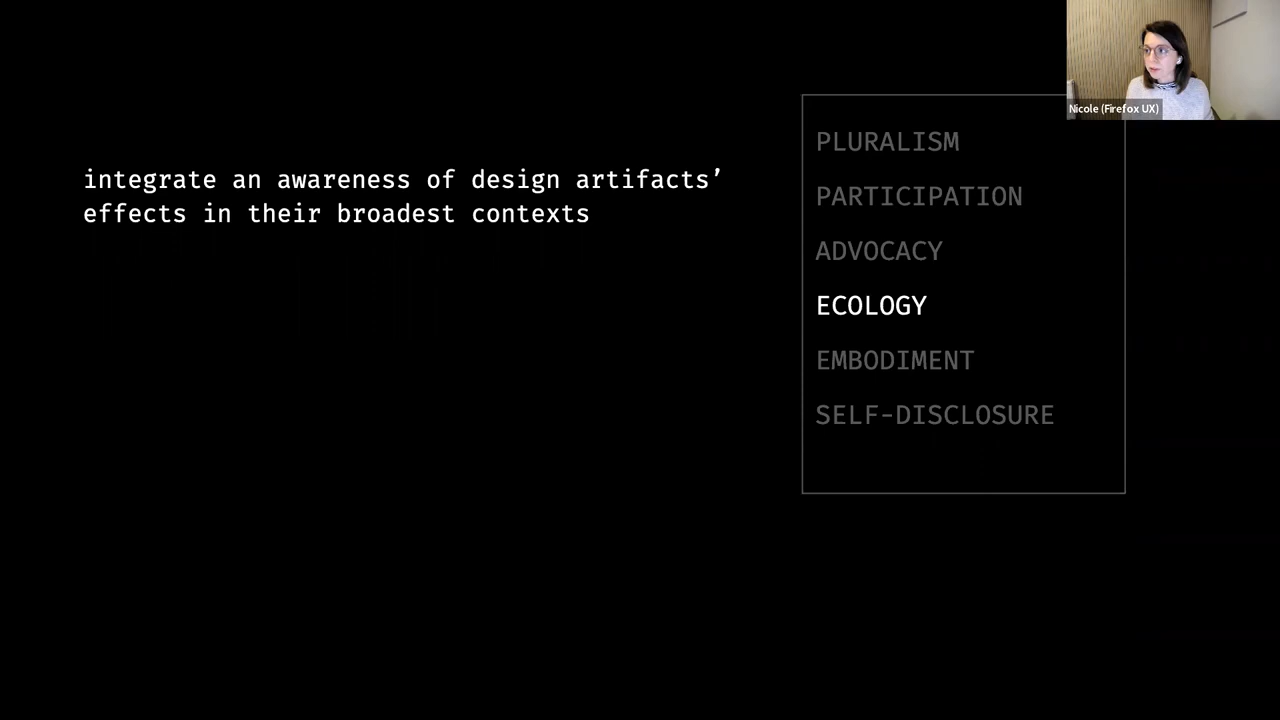 integrate an awareness of design artifacts’
effects in their broadest contexts
PLURALISM
PARTICIPATION
ADVOCACY
ECOLOGY
EMBODIMENT
SELF-DISCLOSURE
Nicole (Firefox UX)